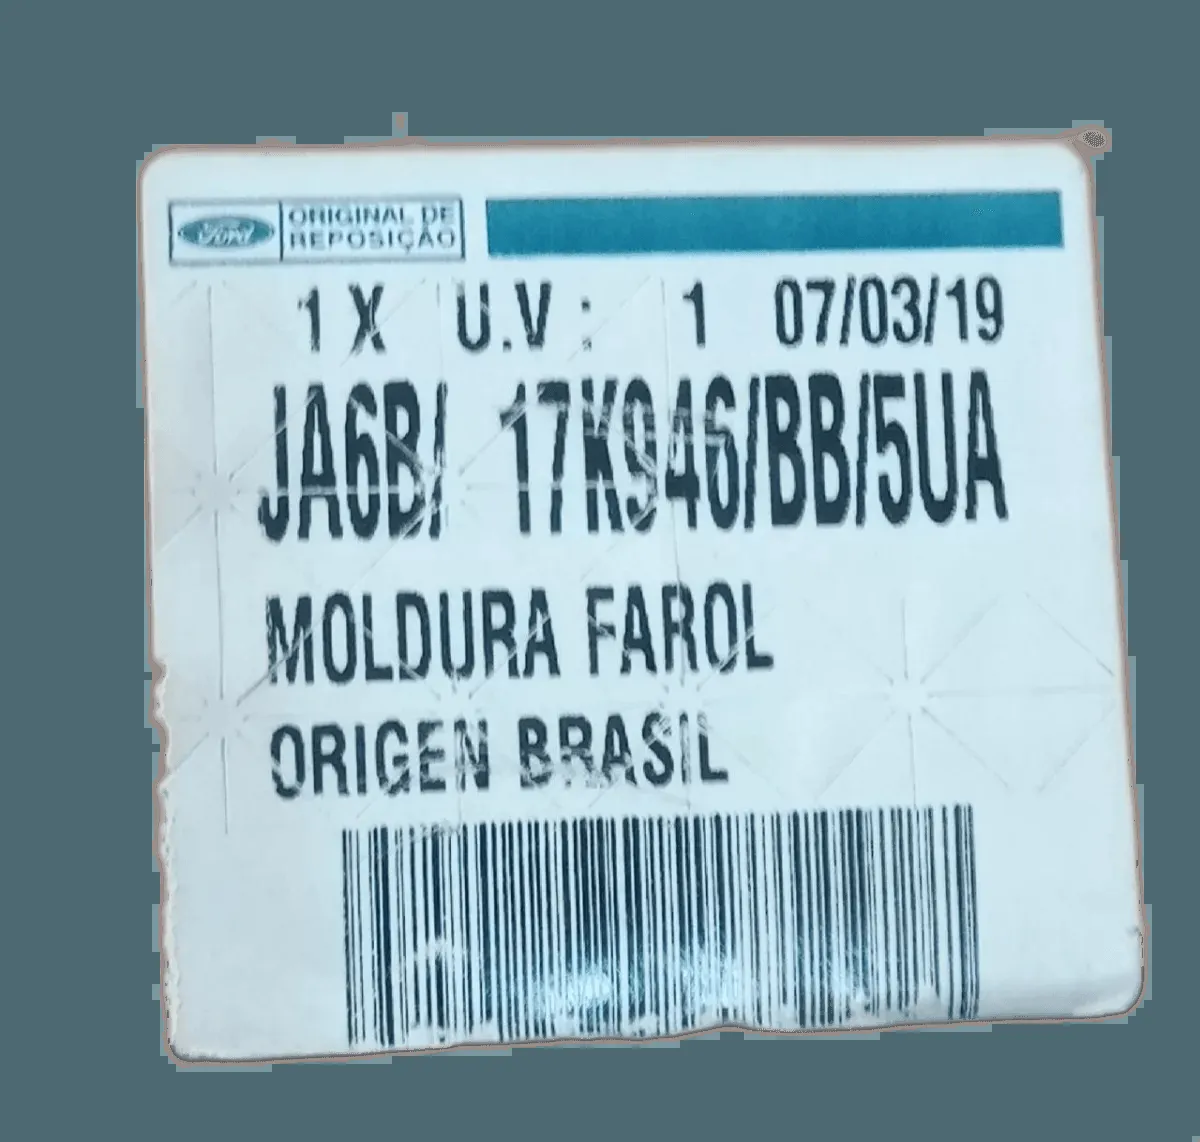 Ford
ORIGINAL DE
REPOSIÇÃO
1 X U.V : 1 07/03/19
JA6B/ 17K946/BB/5UA
MOLDURA FAROL
ORIGEN BRASIL